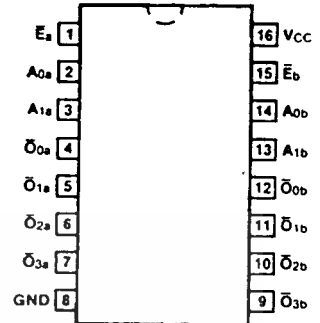 Ēa 1 16 VCC
A0a 2 15 Ēb
A1a 3 14 A0b
Ō0a 4 13 A1b
Ō1a 5 12 Ō0b
Ō2a 6 11 Ō1b
Ō3a 7 10 Ō2b
GND 8 9 Ō3b